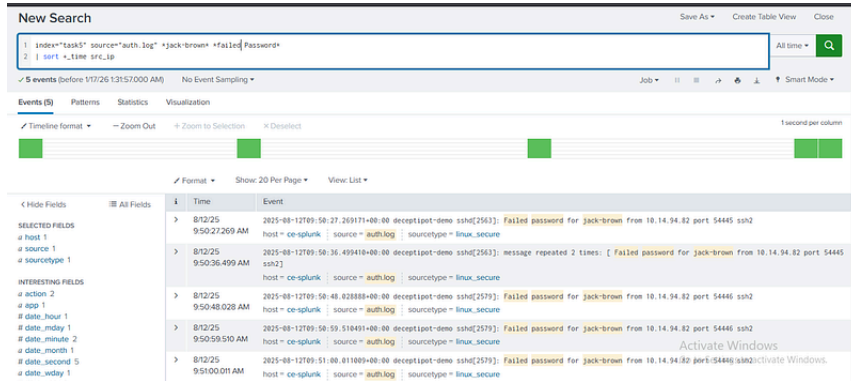 New Search
Save As ▾ Create Table View Close
1 index="task5" source="auth.log" *jack-brown* *failed Password*
2 | sort +_time src_ip
All time ▾
✓ 5 events (before 1/17/26 1:31:57.000 AM) No Event Sampling ▾
Job ▾ Smart Mode ▾
Events (5) Patterns Statistics Visualization
Timeline format ▾ — Zoom Out + Zoom to Selection × Deselect
1 second per column
Format ▾ Show: 20 Per Page ▾ View: List ▾
< Hide Fields All Fields
i Time Event
SELECTED FIELDS
a host 1
a source 1
a sourcetype 1
INTERESTING FIELDS
a action 2
a app 1
# date_hour 1
# date_mday 1
# date_minute 2
a date_month 1
# date_second 5
a date_wday 1
> 8/12/25
9:50:27.269 AM
2025-08-12T09:50:27.269171+00:00 deceptipot-demo sshd[2563]: Failed password for jack-brown from 10.14.94.82 port 54445 ssh2
host = ce-splunk source = auth.log sourcetype = linux_secure
> 8/12/25
9:50:36.499 AM
2025-08-12T09:50:36.499410+00:00 deceptipot-demo sshd[2563]: message repeated 2 times: [ Failed password for jack-brown from 10.14.94.82 port 54445
ssh2]
host = ce-splunk source = auth.log sourcetype = linux_secure
> 8/12/25
9:50:48.028 AM
2025-08-12T09:50:48.028888+00:00 deceptipot-demo sshd[2579]: Failed password for jack-brown from 10.14.94.82 port 54446 ssh2
host = ce-splunk source = auth.log sourcetype = linux_secure
> 8/12/25
9:50:59.510 AM
2025-08-12T09:50:59.510491+00:00 deceptipot-demo sshd[2579]: Failed password for jack-brown from 10.14.94.82 port 54446 ssh2
host = ce-splunk source = auth.log sourcetype = linux_secure
> 8/12/25
9:51:00.011 AM
2025-08-12T09:51:00.011009+00:00 deceptipot-demo sshd[2579]: Failed password for jack-brown from 10.14.94.82 port 54446 ssh2
host = ce-splunk source = auth.log sourcetype = linux_secure
Activate Windows
activate Windows.